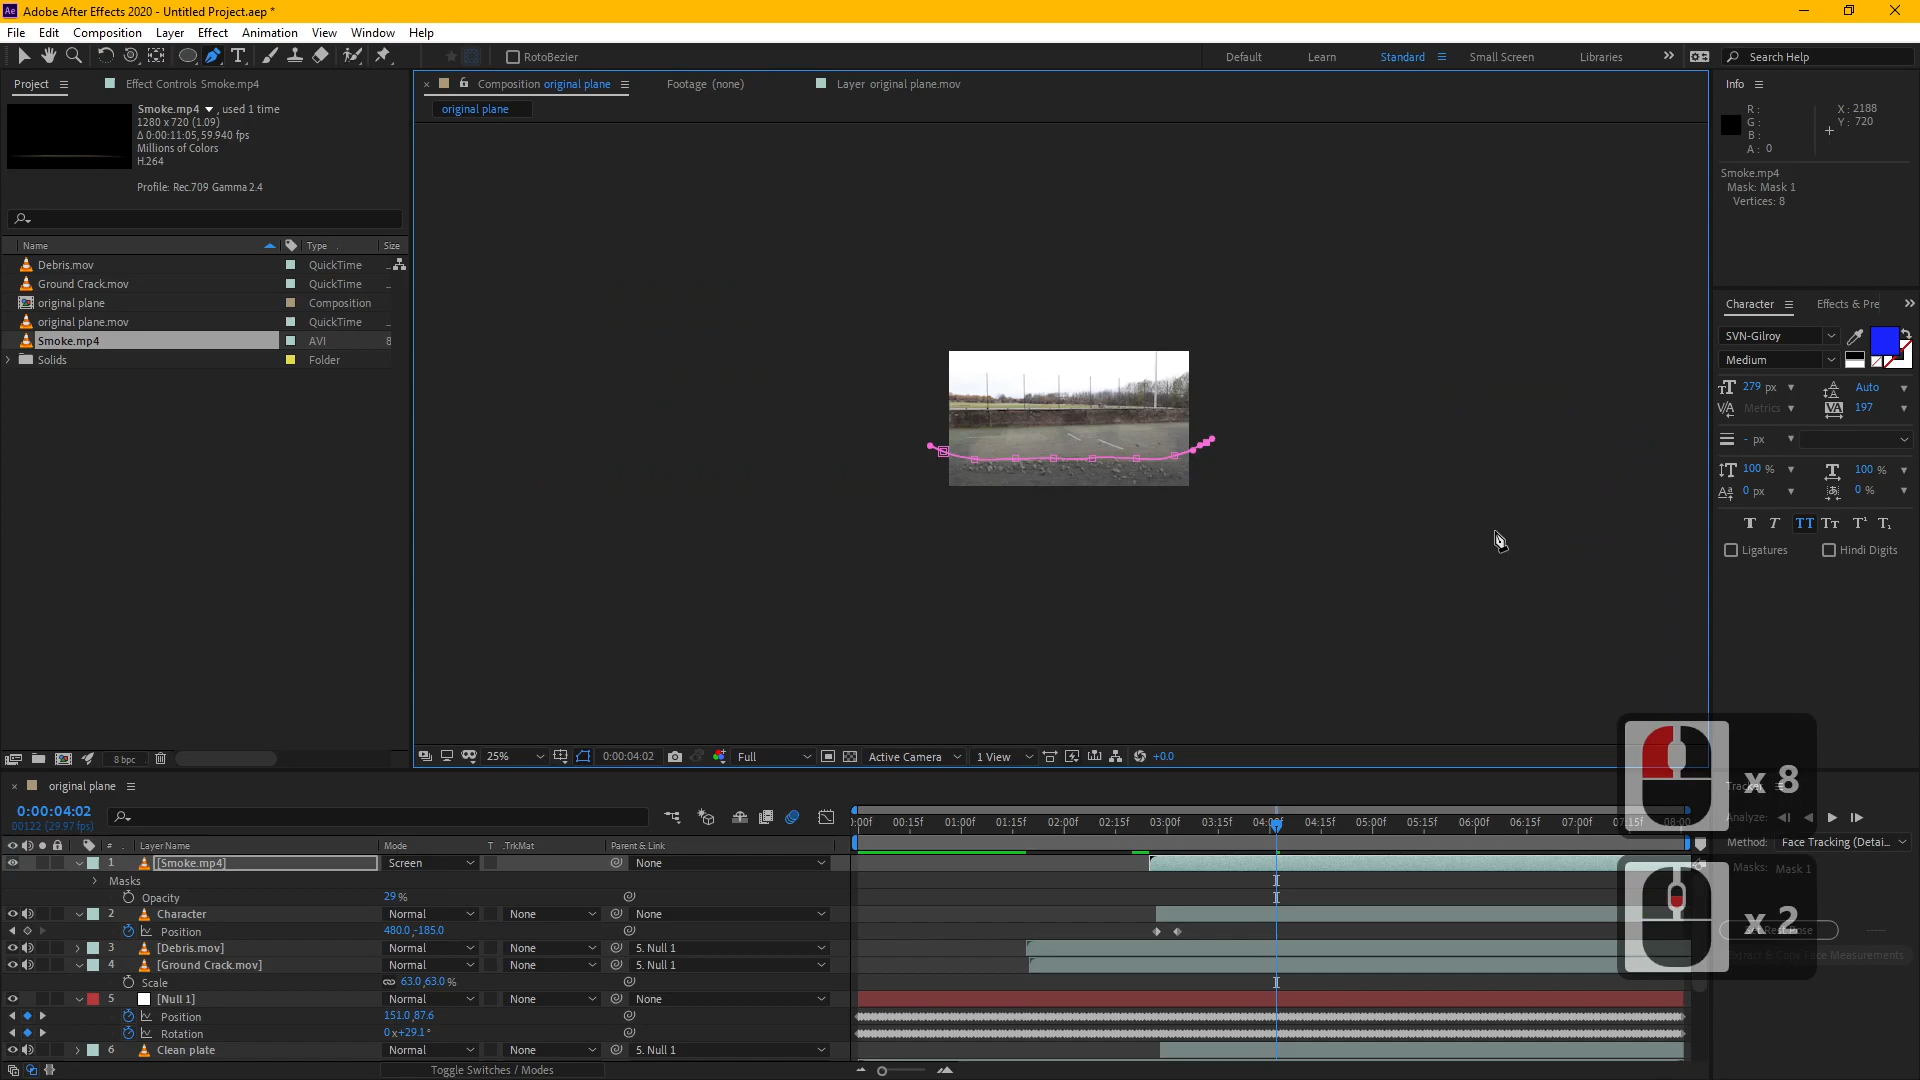 Ae Adobe After Effects 2020 - Untitled Project.aep *
File Edit Composition Layer Effect Animation View Window Help
RotoBezier
Default Learn Standard Small Screen Libraries Search Help
Project Effect Controls Smoke.mp4
Composition original plane Footage (none) Layer original plane.mov
original plane
Smoke.mp4 , used 1 time
1280 x 720 (1.09)
Δ 0:00:11:05, 59.940 fps
Millions of Colors
H.264
Profile: Rec.709 Gamma 2.4
Name Type Size
Debris.mov QuickTime
Ground Crack.mov QuickTime
original plane Composition
original plane.mov QuickTime
Smoke.mp4 AVI 8
Solids Folder
8 bpc
25% 0:00:04:02 Full Active Camera 1 View +0.0
Info
R :
G :
B :
A : 0
X : 2188
Y : 720
Smoke.mp4
Mask: Mask 1
Vertices: 8
Character Effects & Pre
SVN-Gilroy
Medium
279 px Auto
Metrics 197
- px
100 % 100 %
0 px 0 %
T T TT Tt T¹ T₁
Ligatures Hindi Digits
x 8
x 2
Analyze:
Method: Face Tracking (Detai...
Masks: Mask 1
Extract & Copy Face Measurements
original plane
0:00:04:02
00122 (29.97 fps)
# Layer Name Mode T .TrkMat Parent & Link
:00f 00:15f 01:00f 01:15f 02:00f 02:15f 03:00f 03:15f 04:00f 04:15f 05:00f 05:15f 06:00f 06:15f 07:00f 07:15f 08:00
1 [Smoke.mp4] Screen None
Masks
Opacity 29 %
2 Character Normal None None
Position 480.0,-185.0
3 [Debris.mov] Normal None 5. Null 1
4 [Ground Crack.mov] Normal None 5. Null 1
Scale 63.0,63.0 %
5 [Null 1] Normal None None
Position 151.0,87.6
Rotation 0x+29.1°
6 Clean plate Normal None 5. Null 1
Toggle Switches / Modes